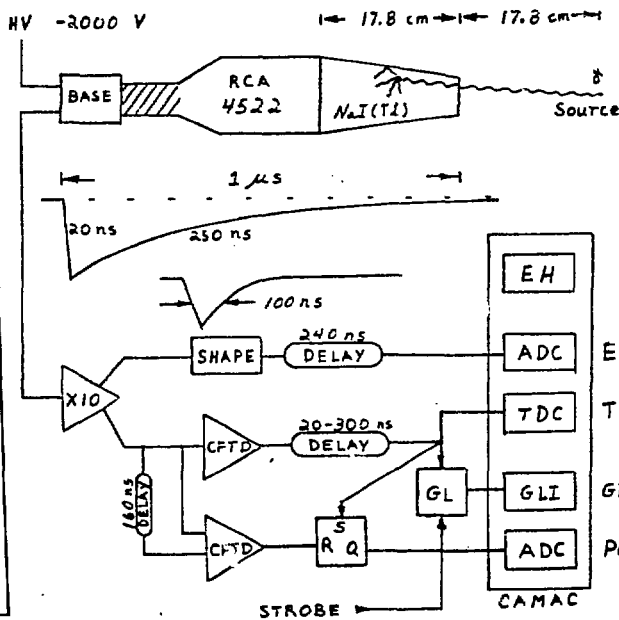 HV -2000 V
17.8 cm
17.8 cm
BASE
RCA
4522
NaI(Tl)
γ
Source
1 μs
20 ns
250 ns
100 ns
EH
240 ns
SHAPE
DELAY
ADC
E
X10
20-300 ns
CFTD
DELAY
TDC
T
160 ns
DELAY
GL
GLI
G
CFTD
S
R Q
ADC
P
STROBE
CAMAC